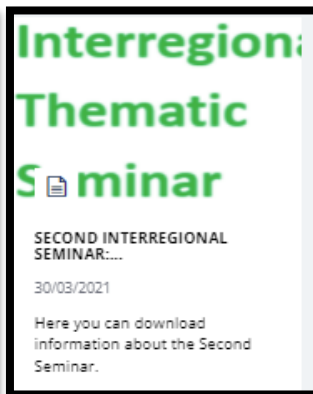 Interregiona
Thematic
S minar
SECOND INTERREGIONAL
SEMINAR:...
30/03/2021
Here you can download
information about the Second
Seminar.